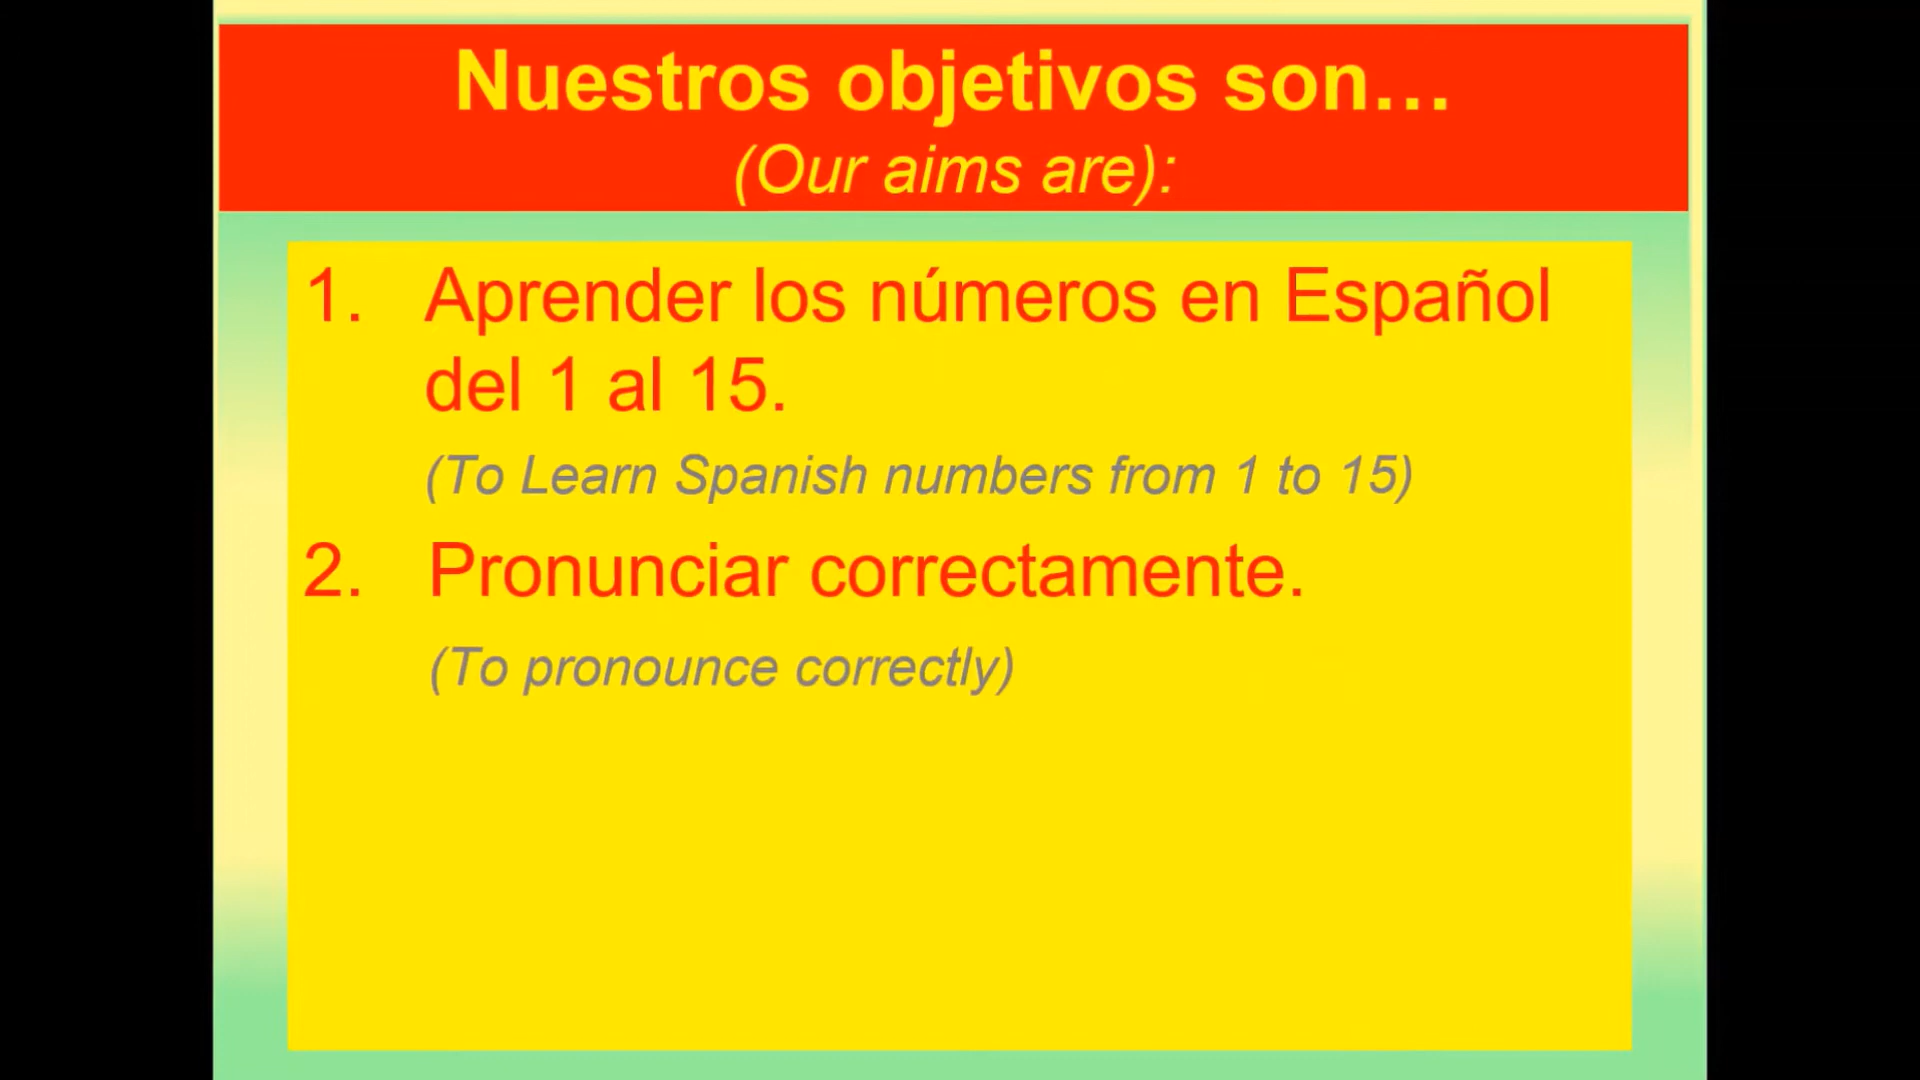 Nuestros objetivos son…
(Our aims are):
1. Aprender los números en Español
del 1 al 15.
(To Learn Spanish numbers from 1 to 15)
2. Pronunciar correctamente.
(To pronounce correctly)